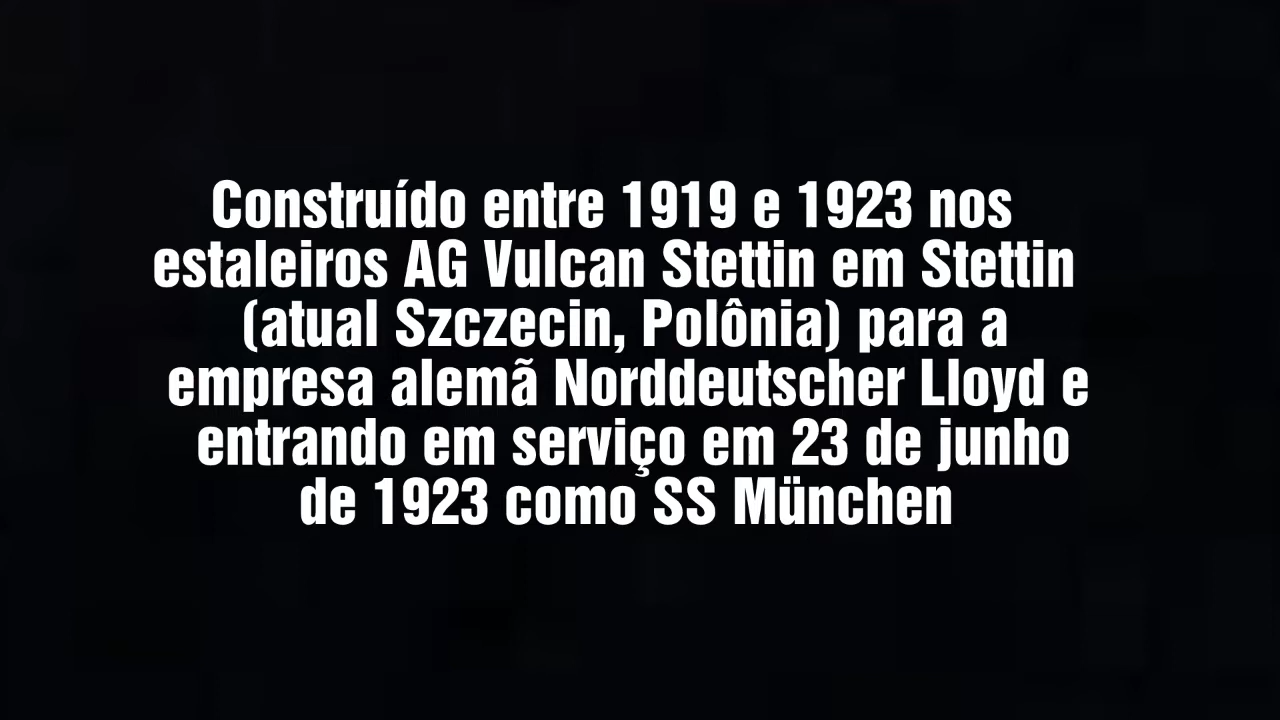 Construído entre 1919 e 1923 nos
estaleiros AG Vulcan Stettin em Stettin
(atual Szczecin, Polônia) para a
empresa alemã Norddeutscher Lloyd e
entrando em serviço em 23 de junho
de 1923 como SS München